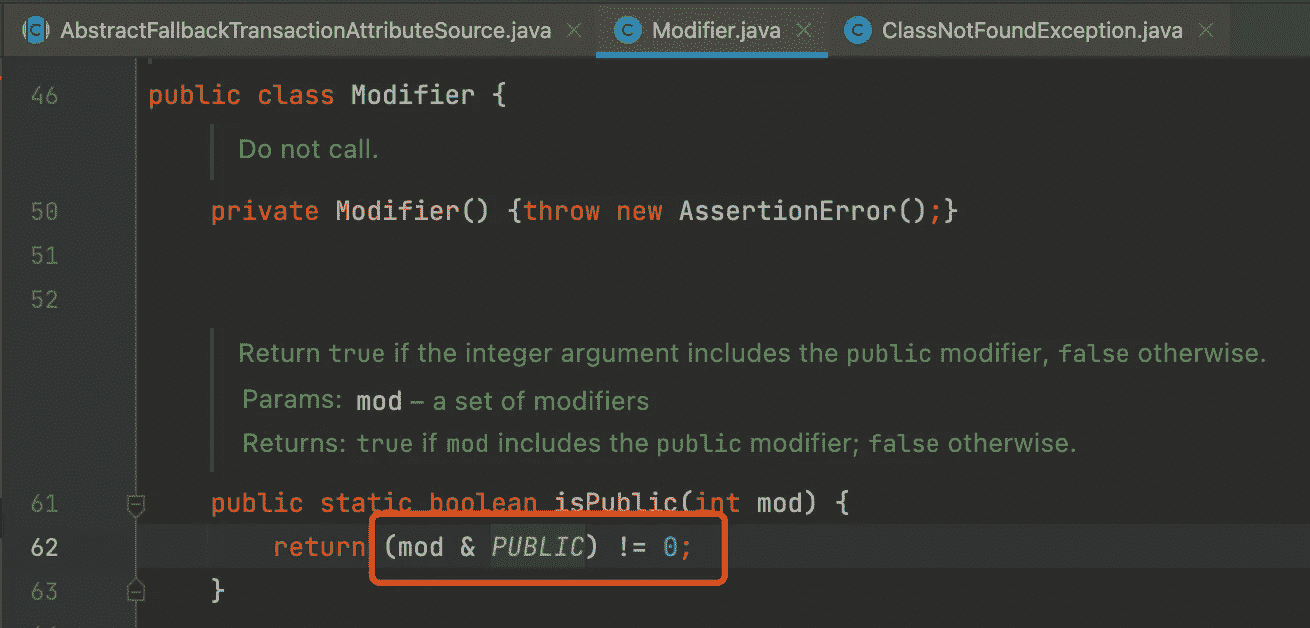 AbstractFallbackTransactionAttributeSource.java Modifier.java ClassNotFoundException.java
46 public class Modifier {
Do not call.
50 private Modifier() {throw new AssertionError();}
51
52
Return true if the integer argument includes the public modifier, false otherwise.
Params: mod – a set of modifiers
Returns: true if mod includes the public modifier; false otherwise.
61 public static boolean isPublic(int mod) {
62 return (mod & PUBLIC) != 0;
63 }